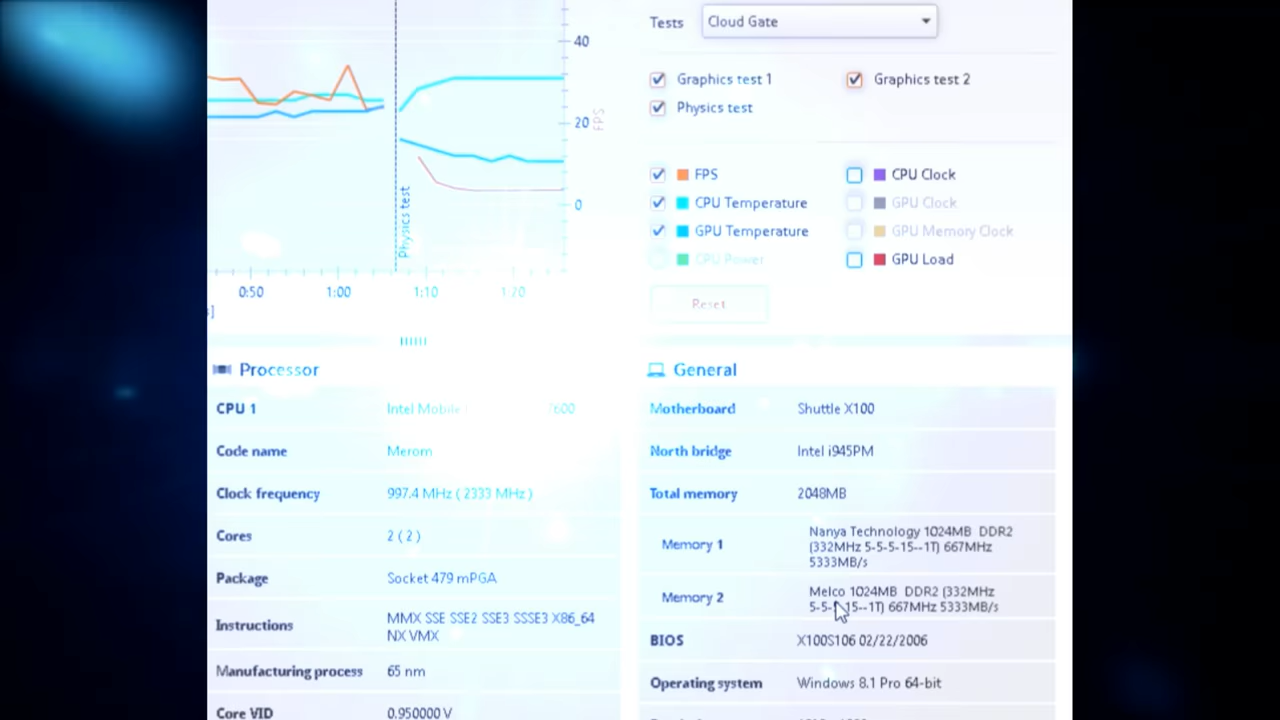 Tests Cloud Gate
40
Graphics test 1 Graphics test 2
Physics test
20
FPS
0
Physics test
FPS CPU Clock
CPU Temperature GPU Clock
GPU Temperature GPU Memory Clock
CPU Power GPU Load
0:50 1:00 1:10 1:20
Reset
Processor
CPU 1 Intel Mobile
Code name Merom
Clock frequency 997.4 MHz ( 2333 MHz )
Cores 2 ( 2 )
Package Socket 479 mPGA
Instructions MMX SSE SSE2 SSE3 SSSE3 X86_64
NX VMX
Manufacturing process 65 nm
Core VID 0.950000 V
General
Motherboard Shuttle X100
North bridge Intel i945PM
Total memory 2048MB
Memory 1 Nanya Technology 1024MB DDR2
(332MHz 5-5-5-15--1T) 667MHz
5333MB/s
Memory 2 Melco 1024MB DDR2 (332MHz
5-5-5-15--1T) 667MHz 5333MB/s
BIOS X100S106 02/22/2006
Operating system Windows 8.1 Pro 64-bit